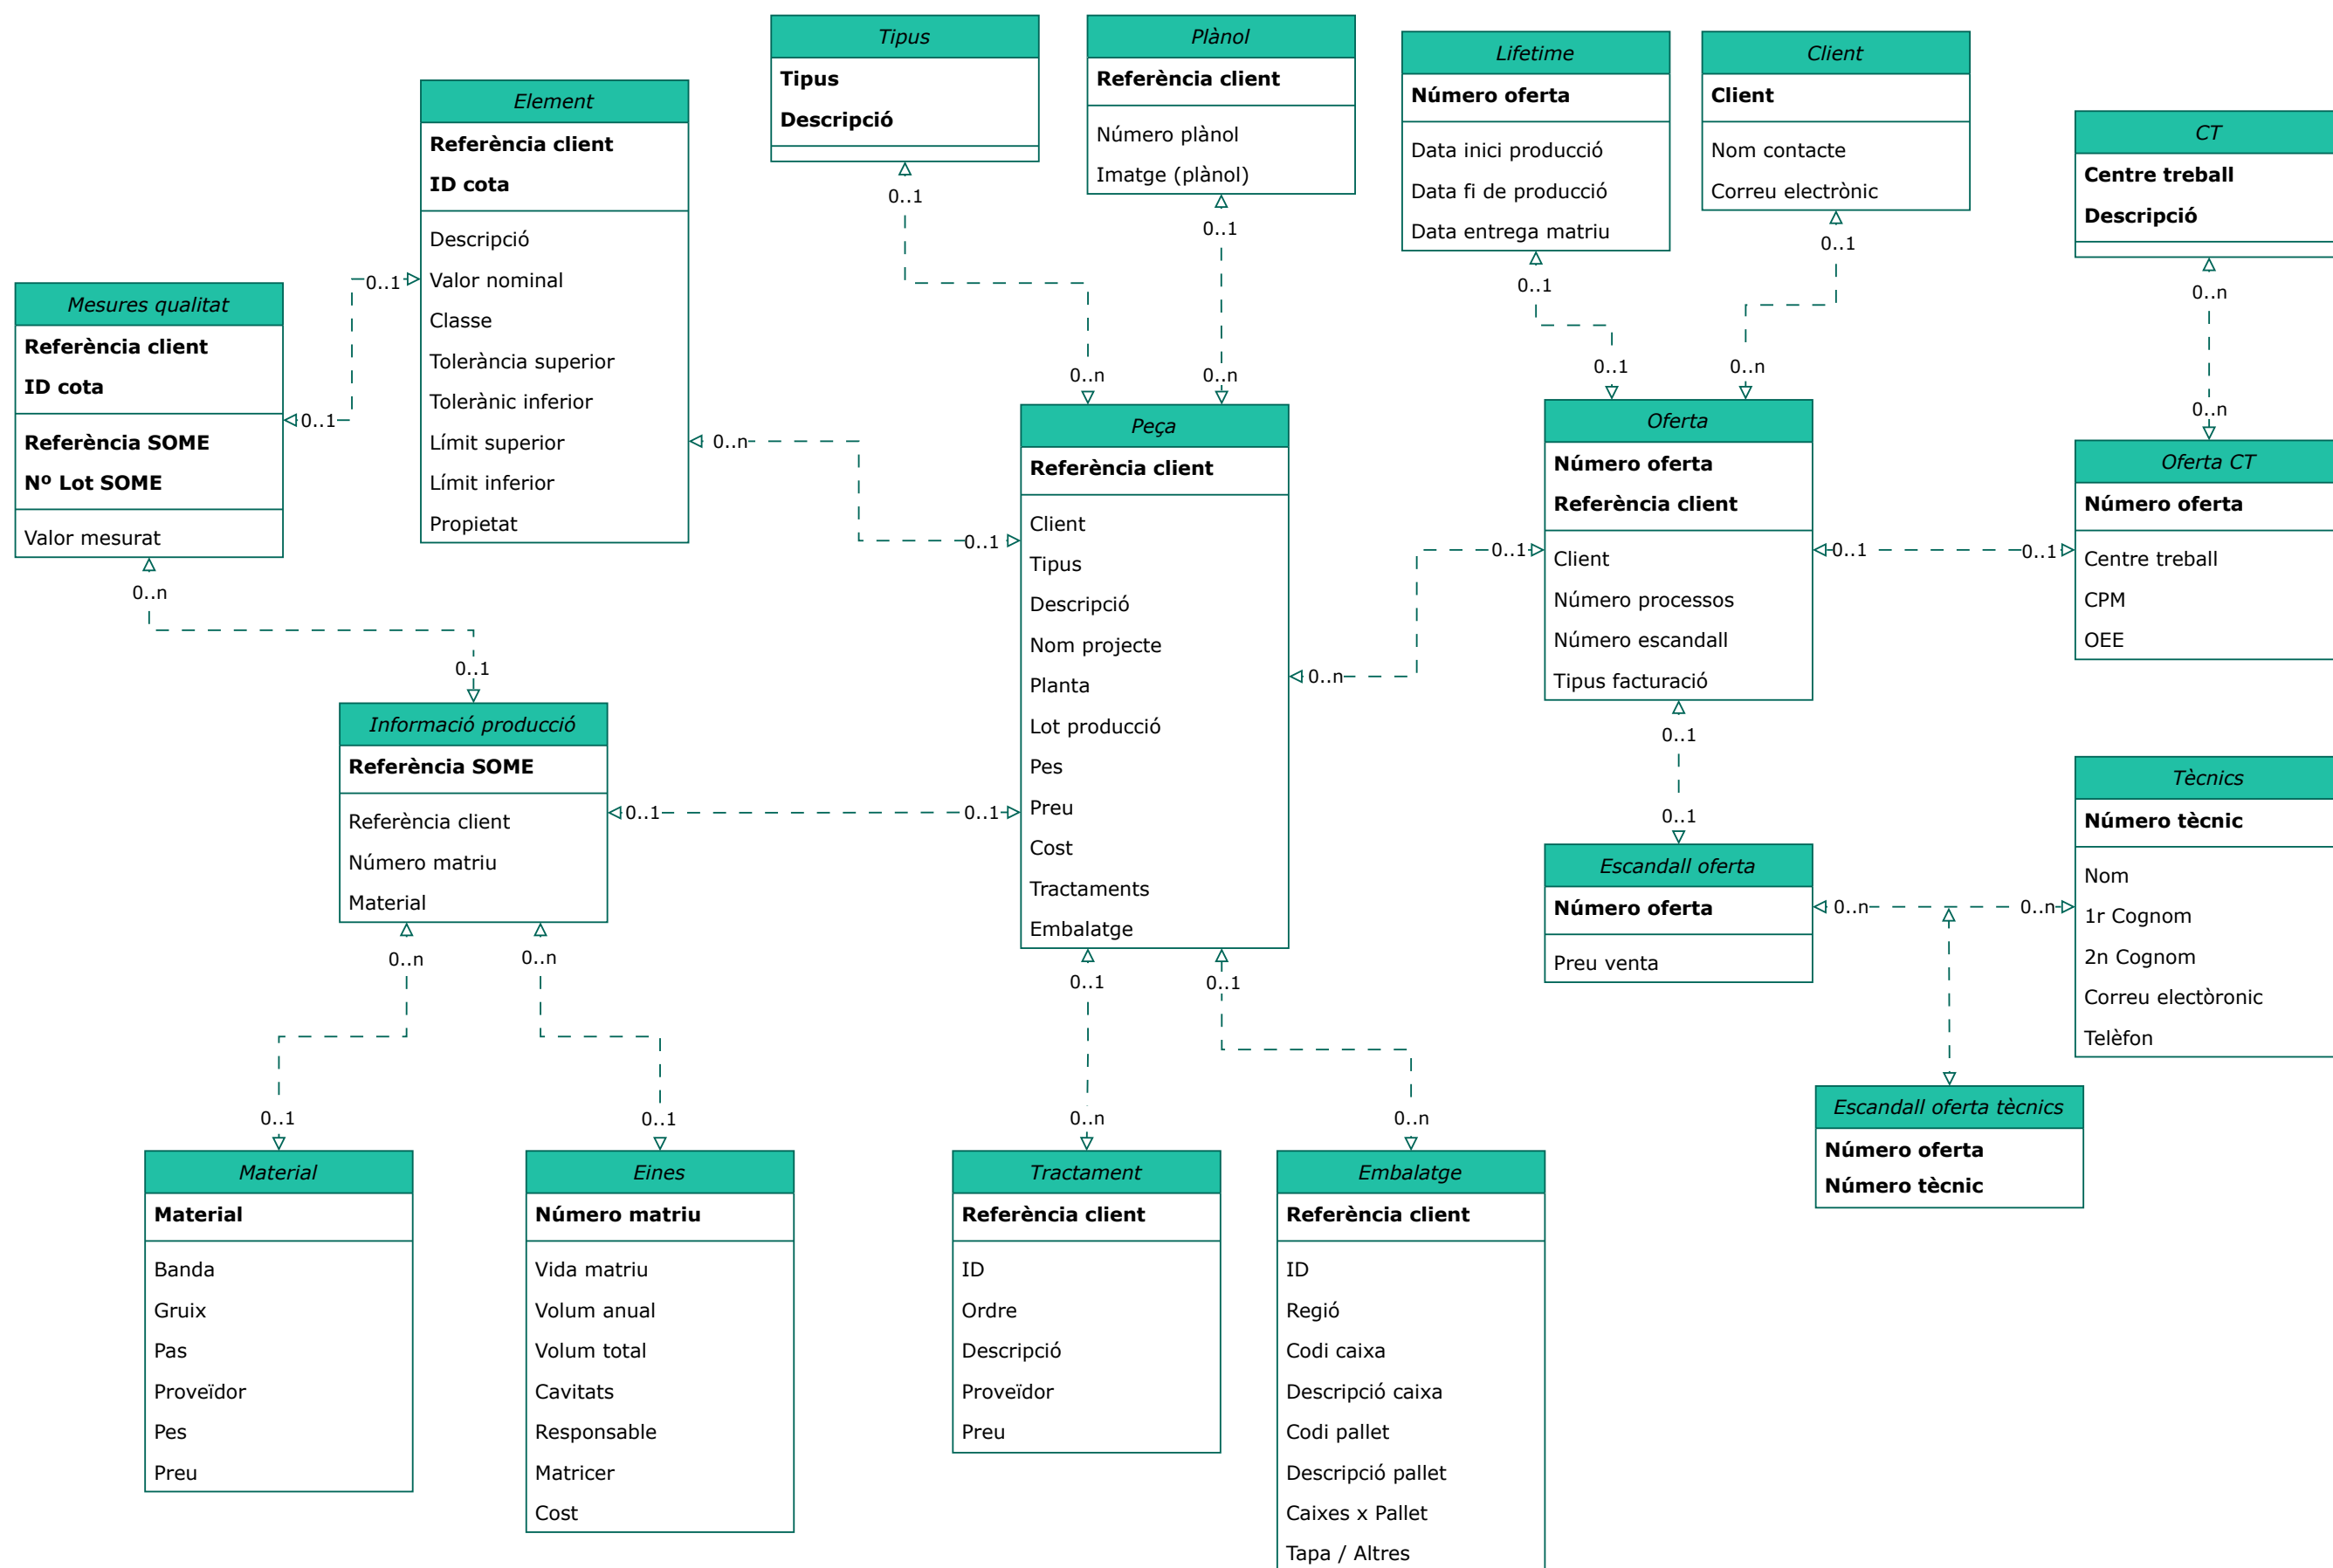 Tipus
Tipus
Descripció
0..1
0..n
Plànol
Referència client
Número plànol
Imatge (plànol)
0..1
0..n
Lifetime
Número oferta
Data inici producció
Data fi de producció
Data entrega matriu
0..1
0..1
Client
Client
Nom contacte
Correu electrònic
0..1
0..n
CT
Centre treball
Descripció
0..n
0..n
Element
Referència client
ID cota
Descripció
Valor nominal
Classe
Tolerància superior
Tolerànic inferior
Límit superior
Límit inferior
Propietat
0..1
0..1
0..n
0..1
Mesures qualitat
Referència client
ID cota
Referència SOME
Nº Lot SOME
Valor mesurat
0..n
0..1
Peça
Referència client
Client
Tipus
Descripció
Nom projecte
Planta
Lot producció
Pes
Preu
Cost
Tractaments
Embalatge
0..1
0..n
Oferta
Número oferta
Referència client
Client
Número processos
Número escandall
Tipus facturació
0..1
0..1
Oferta CT
Número oferta
Centre treball
CPM
OEE
0..1
0..1
Informació producció
Referència SOME
Referència client
Número matriu
Material
0..1
0..1
0..n
0..n
0..1
0..1
0..1
0..1
0..n
0..n
Escandall oferta
Número oferta
Preu venta
0..n
0..n
Tècnics
Número tècnic
Nom
1r Cognom
2n Cognom
Correu electòronic
Telèfon
Escandall oferta tècnics
Número oferta
Número tècnic
Material
Material
Banda
Gruix
Pas
Proveïdor
Pes
Preu
Eines
Número matriu
Vida matriu
Volum anual
Volum total
Cavitats
Responsable
Matricer
Cost
Tractament
Referència client
ID
Ordre
Descripció
Proveïdor
Preu
Embalatge
Referència client
ID
Regió
Codi caixa
Descripció caixa
Codi pallet
Descripció pallet
Caixes x Pallet
Tapa / Altres